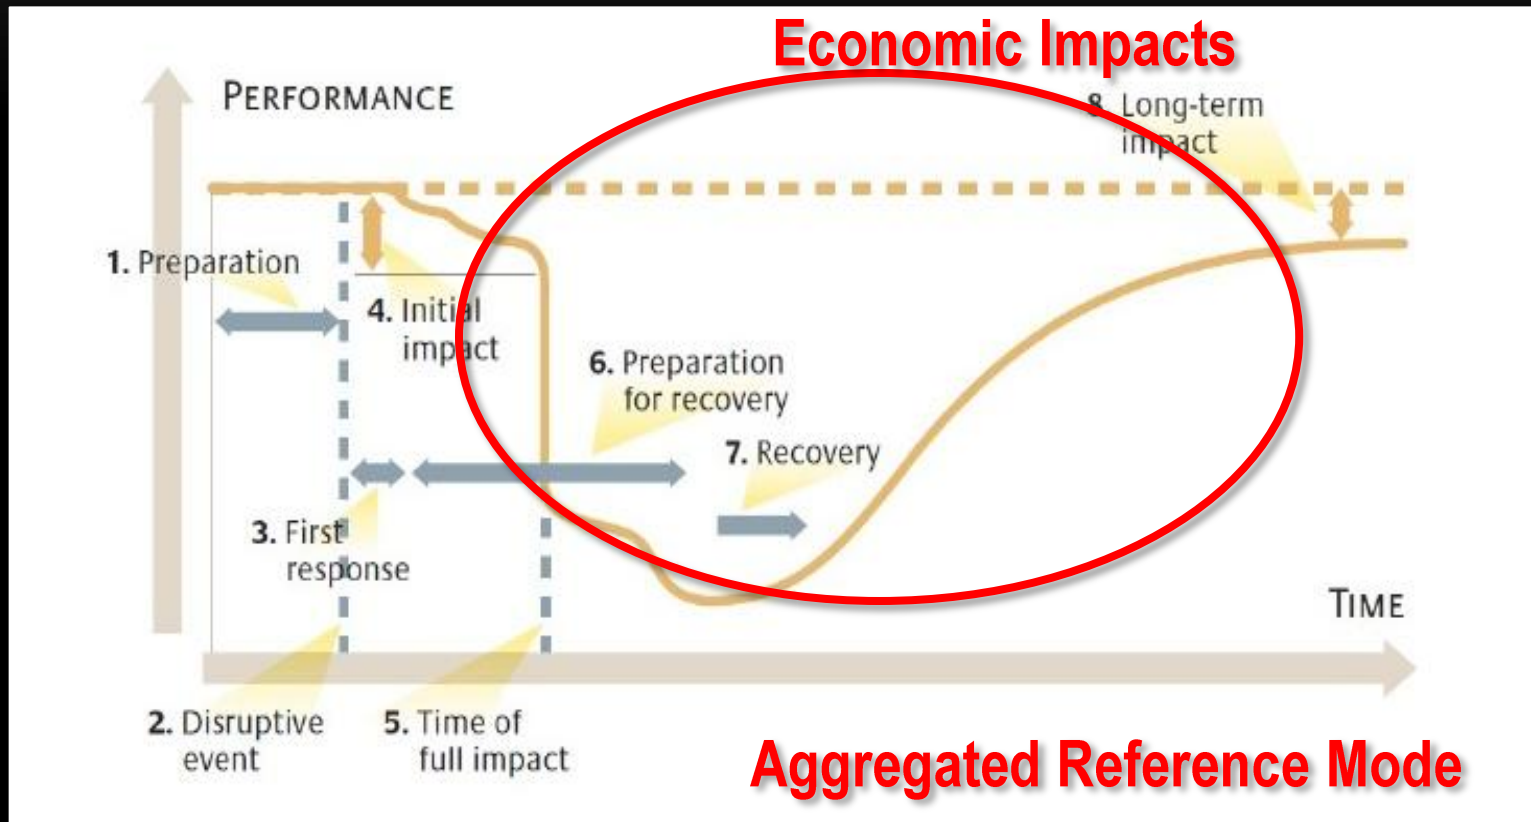 Economic Impacts
PERFORMANCE
8. Long-term
impact
1. Preparation
4. Initial
impact
6. Preparation
for recovery
7. Recovery
3. First
response
TIME
2. Disruptive
event
5. Time of
full impact
Aggregated Reference Mode